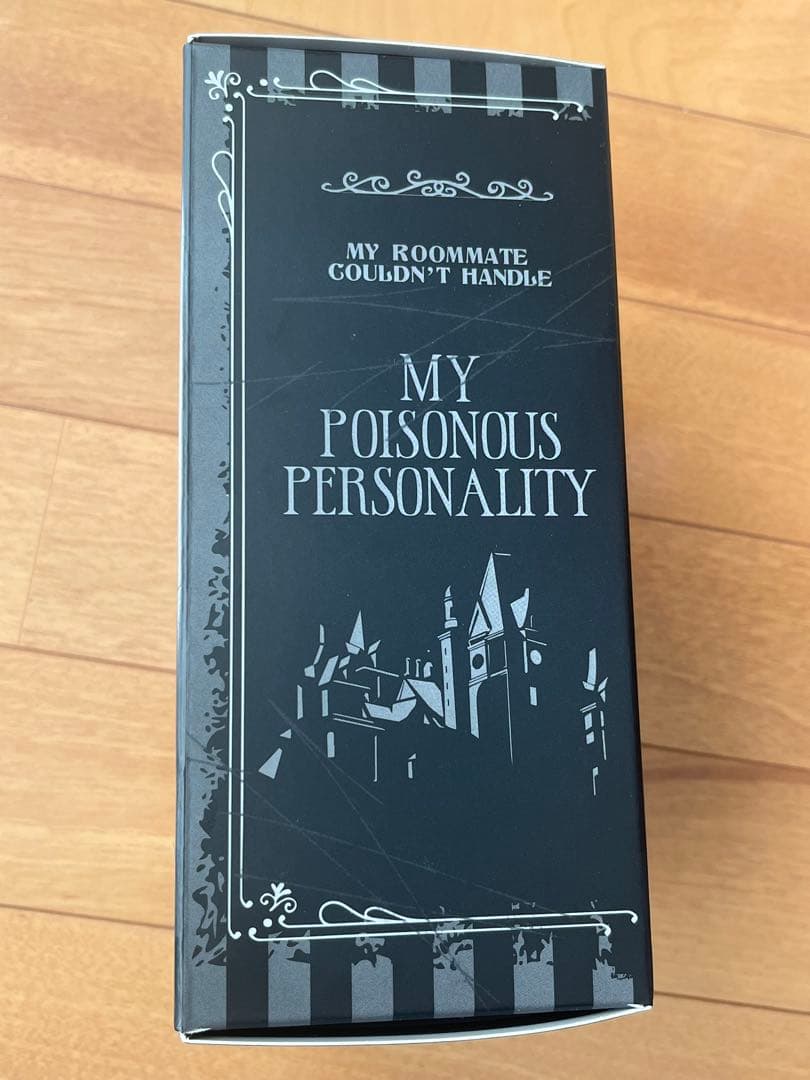 MY ROOMMATE
COULDN'T HANDLE
MY
POISONOUS
PERSONALITY